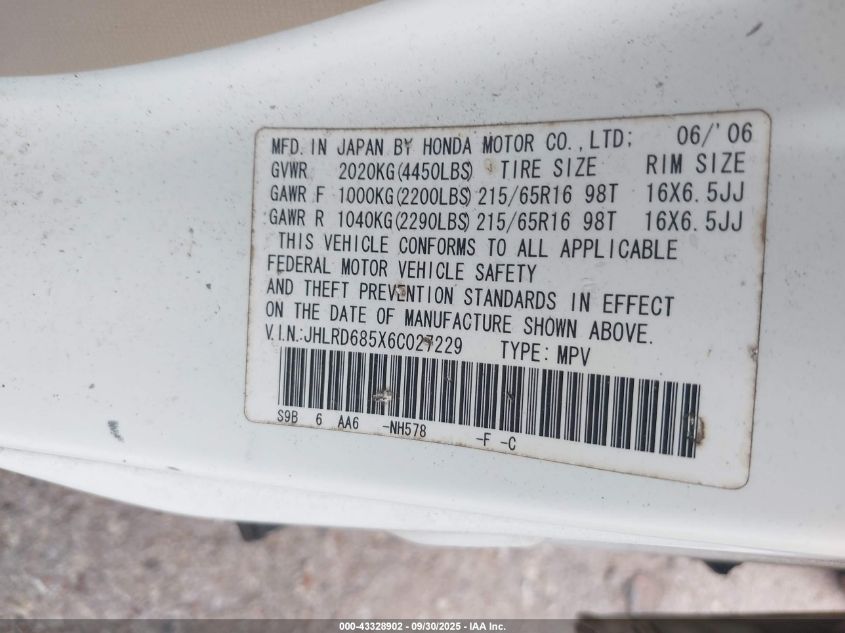 MFD. IN JAPAN BY HONDA MOTOR CO.,LTD: 06/'06
GVWR 2020KG(4450LBS) TIRE SIZE RIM SIZE
GAWR F 1000KG(2200LBS) 215/65R16 98T 16X6.5JJ
GAWR R 1040KG(2290LBS) 215/65R16 98T 16X6.5JJ
THIS VEHICLE CONFORMS TO ALL APPLICABLE
FEDERAL MOTOR VEHICLE SAFETY
AND THEFT PREVENTION STANDARDS IN EFFECT
ON THE DATE OF MANUFACTURE SHOWN ABOVE.
V.I.N.:JHLRD685X6C027229 TYPE: MPV
S9B 6 AA6 -NH578 -F -C
000-43328902 - 09/30/2025 - IAA Inc.